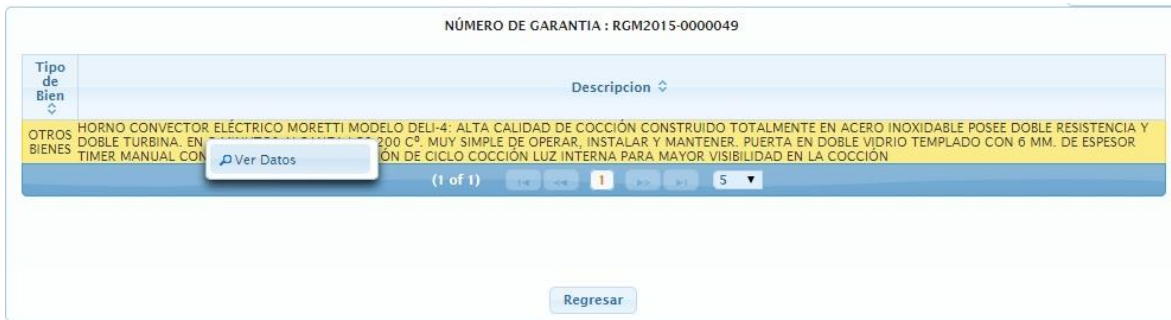 NÚMERO DE GARANTIA : RGM2015-0000049
Tipo de Bien
Descripcion
OTROS BIENES
HORNO CONVECTOR ELÉCTRICO MORETTI MODELO DELI-4: ALTA CALIDAD DE COCCIÓN CONSTRUIDO TOTALMENTE EN ACERO INOXIDABLE POSEE DOBLE RESISTENCIA Y
DOBLE TURBINA. EN 200 Cº. MUY SIMPLE DE OPERAR, INSTALAR Y MANTENER. PUERTA EN DOBLE VIDRIO TEMPLADO CON 6 MM. DE ESPESOR
TIMER MANUAL CON DE CICLO COCCIÓN LUZ INTERNA PARA MAYOR VISIBILIDAD EN LA COCCIÓN
Ver Datos
(1 of 1) 1 5
Regresar